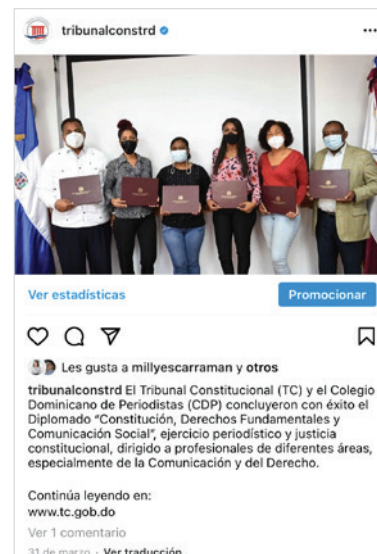 tribunalconstrd
Ver estadísticas
Promocionar
Les gusta a millyescarraman y otros
tribunalconstrd El Tribunal Constitucional (TC) y el Colegio
Dominicano de Periodistas (CDP) concluyeron con éxito el
Diplomado “Constitución, Derechos Fundamentales y
Comunicación Social”, ejercicio periodístico y justicia
constitucional, dirigido a profesionales de diferentes áreas,
especialmente de la Comunicación y del Derecho.
Continúa leyendo en:
www.tc.gob.do
Ver 1 comentario
31 de marzo · Ver traducción